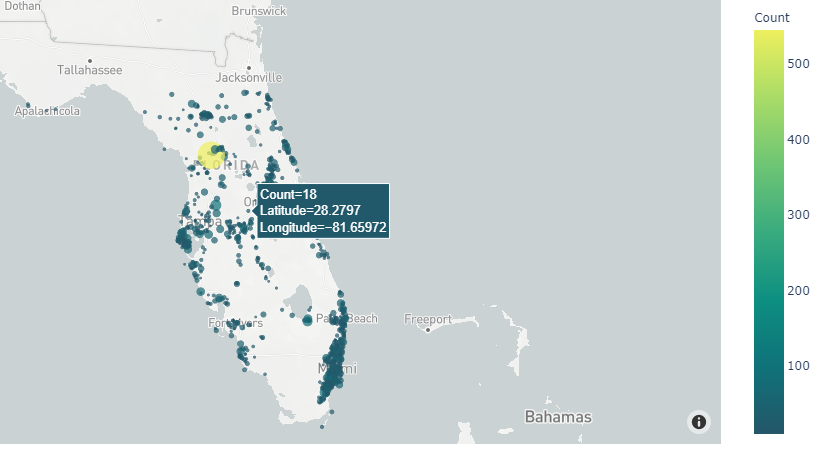 Dothan
Brunswick
Count
Tallahassee
Jacksonville
500
Apalachicola
400
FLORIDA
Count=18
Latitude=28.2797
Longitude=−81.65972
Tampa
300
200
Fort Myers
Palm Beach
Freeport
100
Miami
Bahamas